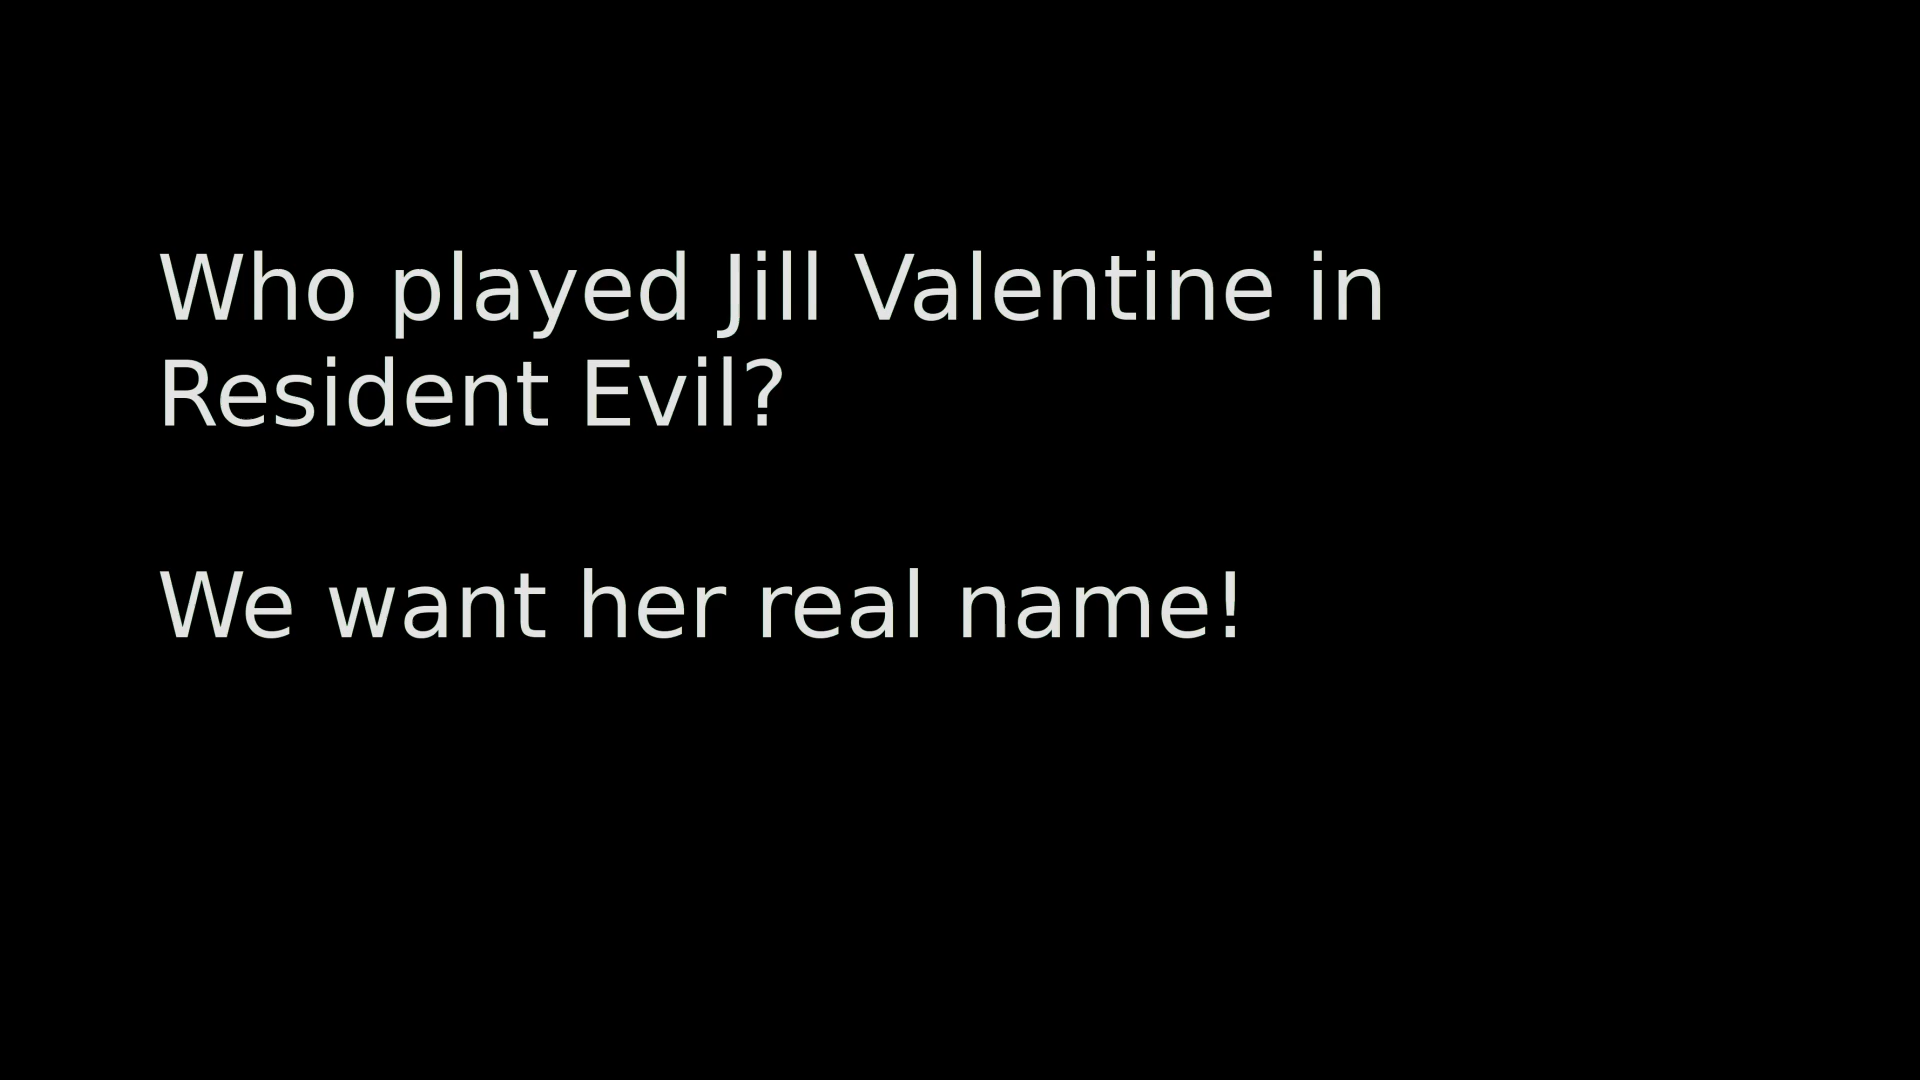 Who played Jill Valentine in
Resident Evil?
We want her real name!